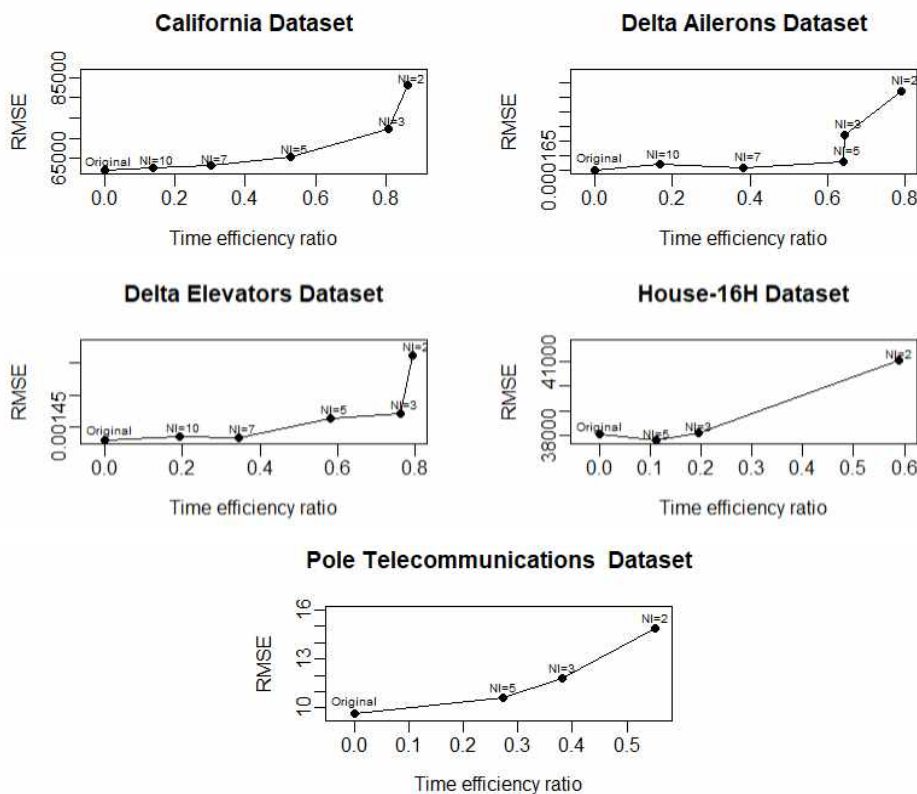 California Dataset
RMSE
65000 85000
Original NI=10 NI=7 NI=5 NI=3 NI=2
0.0 0.2 0.4 0.6 0.8
Time efficiency ratio
Delta Ailerons Dataset
RMSE
0.000165
Original NI=10 NI=7 NI=5 NI=3 NI=2
0.0 0.2 0.4 0.6 0.8
Time efficiency ratio
Delta Elevators Dataset
RMSE
0.00145
Original NI=10 NI=7 NI=5 NI=3 NI=2
0.0 0.2 0.4 0.6 0.8
Time efficiency ratio
House-16H Dataset
RMSE
38000 41000
Original NI=5 NI=3 NI=2
0.0 0.1 0.2 0.3 0.4 0.5 0.6
Time efficiency ratio
Pole Telecommunications Dataset
RMSE
10 13 16
Original NI=5 NI=3 NI=2
0.0 0.1 0.2 0.3 0.4 0.5
Time efficiency ratio